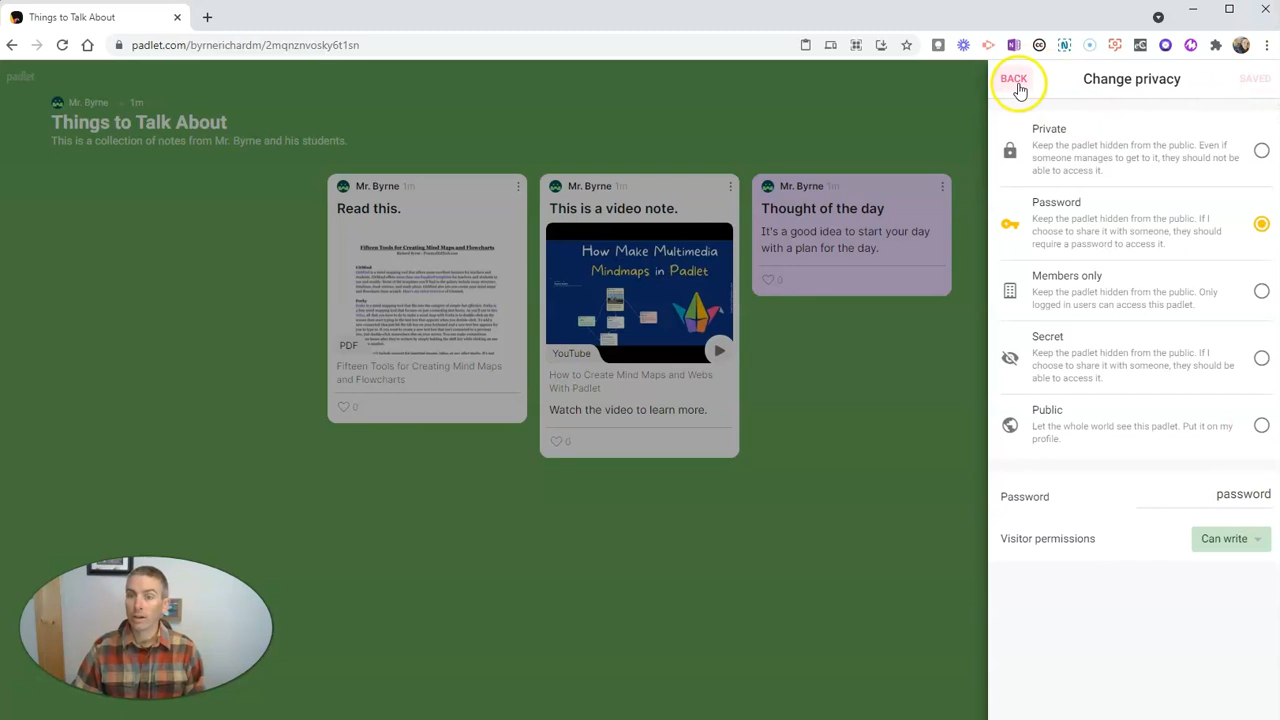 Things to Talk About
padlet.com/byrnerichardm/2mqnznvosky6t1sn
padlet
Mr. Byrne 1m
Things to Talk About
This is a collection of notes from Mr. Byrne and his students.
Mr. Byrne 1m
Read this.
Fifteen Tools for Creating Mind Maps and Flowcharts
PDF
Fifteen Tools for Creating Mind Maps
and Flowcharts
0
Mr. Byrne 1m
This is a video note.
How Make Multimedia
Mindmaps in Padlet
YouTube
How to Create Mind Maps and Webs
With Padlet
Watch the video to learn more.
0
Mr. Byrne 1m
Thought of the day
It's a good idea to start your day
with a plan for the day.
0
BACK
Change privacy
SAVED
Private
Keep the padlet hidden from the public. Even if
someone manages to get to it, they should not be
able to access it.
Password
Keep the padlet hidden from the public. If I
choose to share it with someone, they should
require a password to access it.
Members only
Keep the padlet hidden from the public. Only
logged in users can access this padlet.
Secret
Keep the padlet hidden from the public. If I
choose to share it with someone, they should be
able to access it.
Public
Let the whole world see this padlet. Put it on my
profile.
Password
password
Visitor permissions
Can write